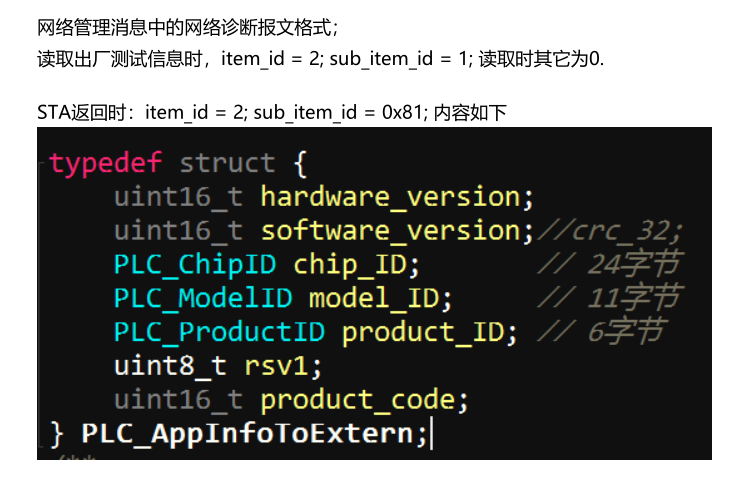 网络管理消息中的网络诊断报文格式；
读取出厂测试信息时，item_id = 2; sub_item_id = 1; 读取时其它为0.
STA返回时：item_id = 2; sub_item_id = 0x81; 内容如下
typedef struct {
uint16_t hardware_version;
uint16_t software_version;//crc_32;
PLC_ChipID chip_ID; // 24字节
PLC_ModelID model_ID; // 11字节
PLC_ProductID product_ID; // 6字节
uint8_t rsv1;
uint16_t product_code;
} PLC_AppInfoToExtern;